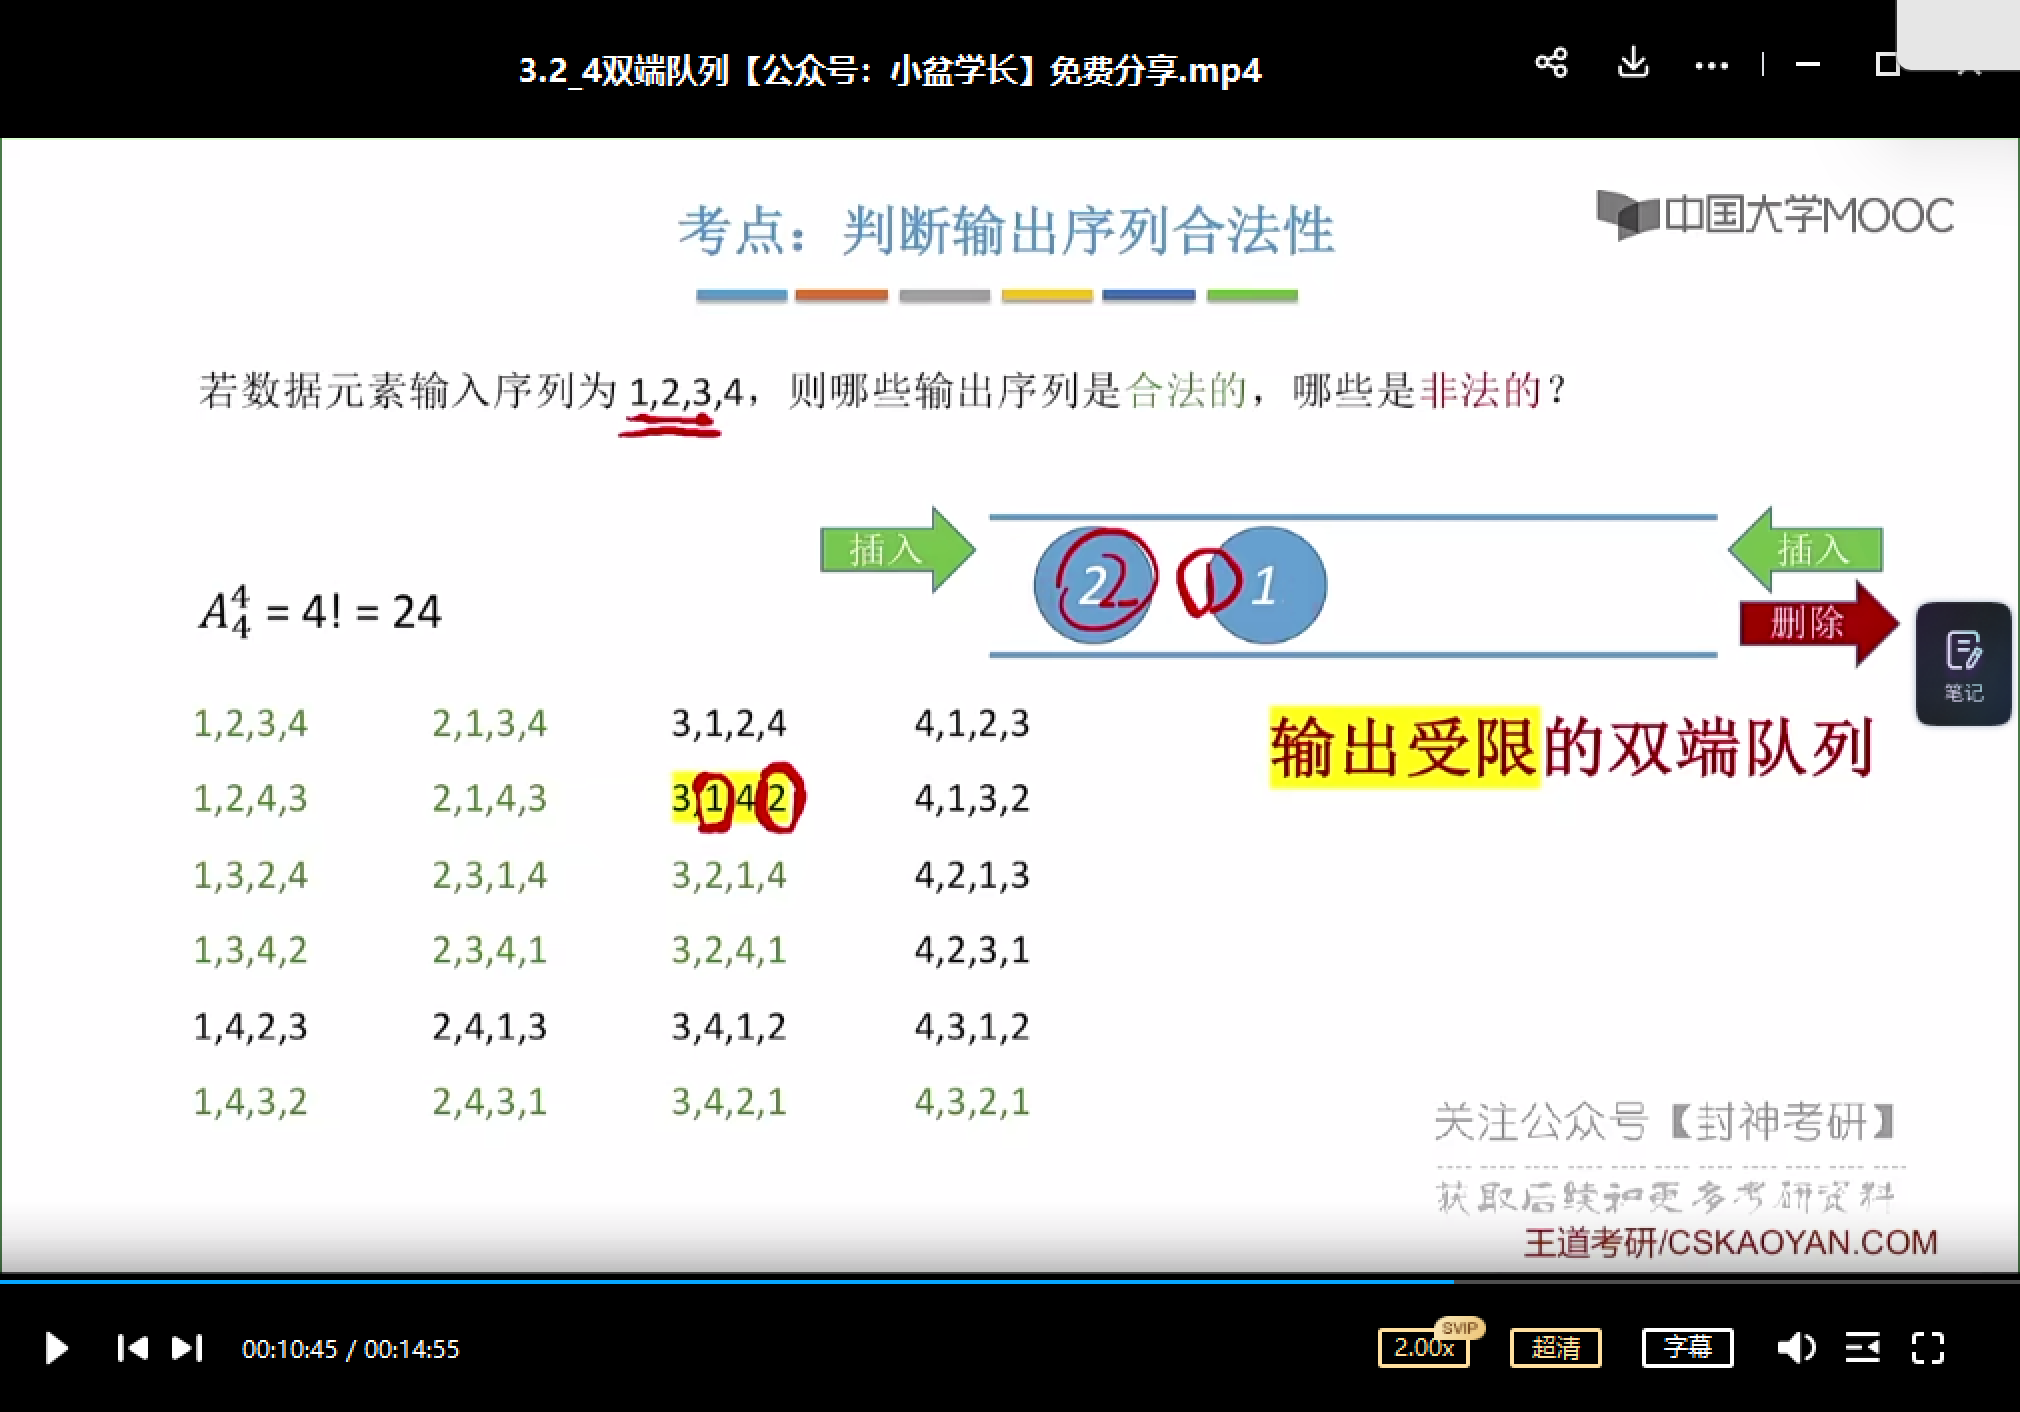 3.2_4双端队列【公众号：小盆学长】免费分享.mp4
考点：判断输出序列合法性
中国大学MOOC
若数据元素输入序列为 1,2,3,4，则哪些输出序列是合法的，哪些是非法的？
插入 2 2 1 1 插入
删除
笔记
A₄⁴ = 4! = 24
输出受限的双端队列
1,2,3,4 2,1,3,4 3,1,2,4 4,1,2,3
1,2,4,3 2,1,4,3 3,1,4,2 4,1,3,2
1,3,2,4 2,3,1,4 3,2,1,4 4,2,1,3
1,3,4,2 2,3,4,1 3,2,4,1 4,2,3,1
1,4,2,3 2,4,1,3 3,4,1,2 4,3,1,2
1,4,3,2 2,4,3,1 3,4,2,1 4,3,2,1
关注公众号【封神考研】
获取后续和更多考研资料
王道考研/CSKAOYAN.COM
00:10:45 / 00:14:55 2.00x SVIP 超清 字幕